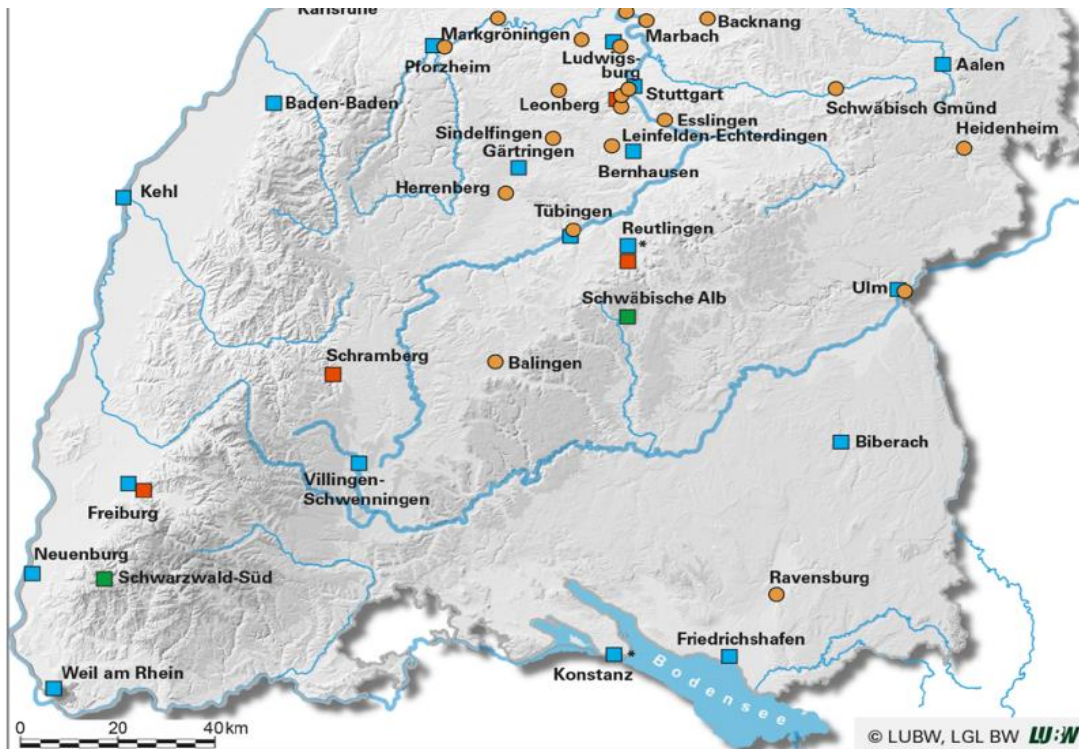 Karlsruhe
Markgröningen
Marbach
Backnang
Pforzheim
Ludwigs-
burg
Aalen
Baden-Baden
Leonberg
Stuttgart
Schwäbisch Gmünd
Esslingen
Heidenheim
Sindelfingen
Leinfelden-Echterdingen
Gärtringen
Bernhausen
Kehl
Herrenberg
Tübingen
Reutlingen
*
Ulm
Schwäbische Alb
Schramberg
Balingen
Biberach
Villingen-
Schwenningen
Freiburg
Neuenburg
Schwarzwald-Süd
Ravensburg
Friedrichshafen
Konstanz
*
Bodensee
Weil am Rhein
0 20 40 km
© LUBW, LGL BW LUBW